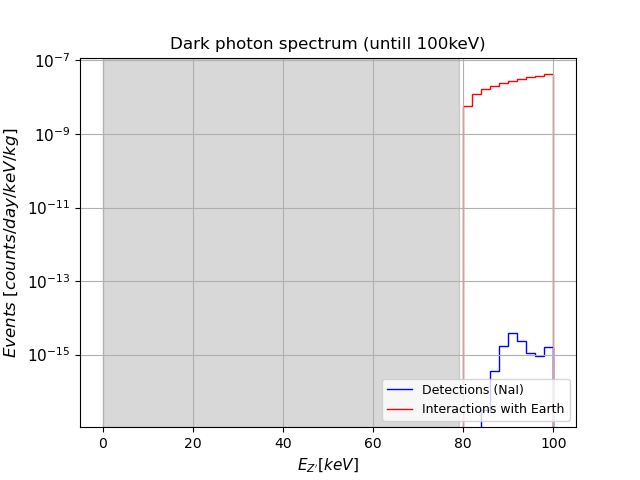 Dark photon spectrum (untill 100keV)
Events [counts/day/keV/kg]
10⁻⁷
10⁻⁹
10⁻¹¹
10⁻¹³
10⁻¹⁵
Detections (NaI)
Interactions with Earth
0 20 40 60 80 100
E_{Z'}[keV]